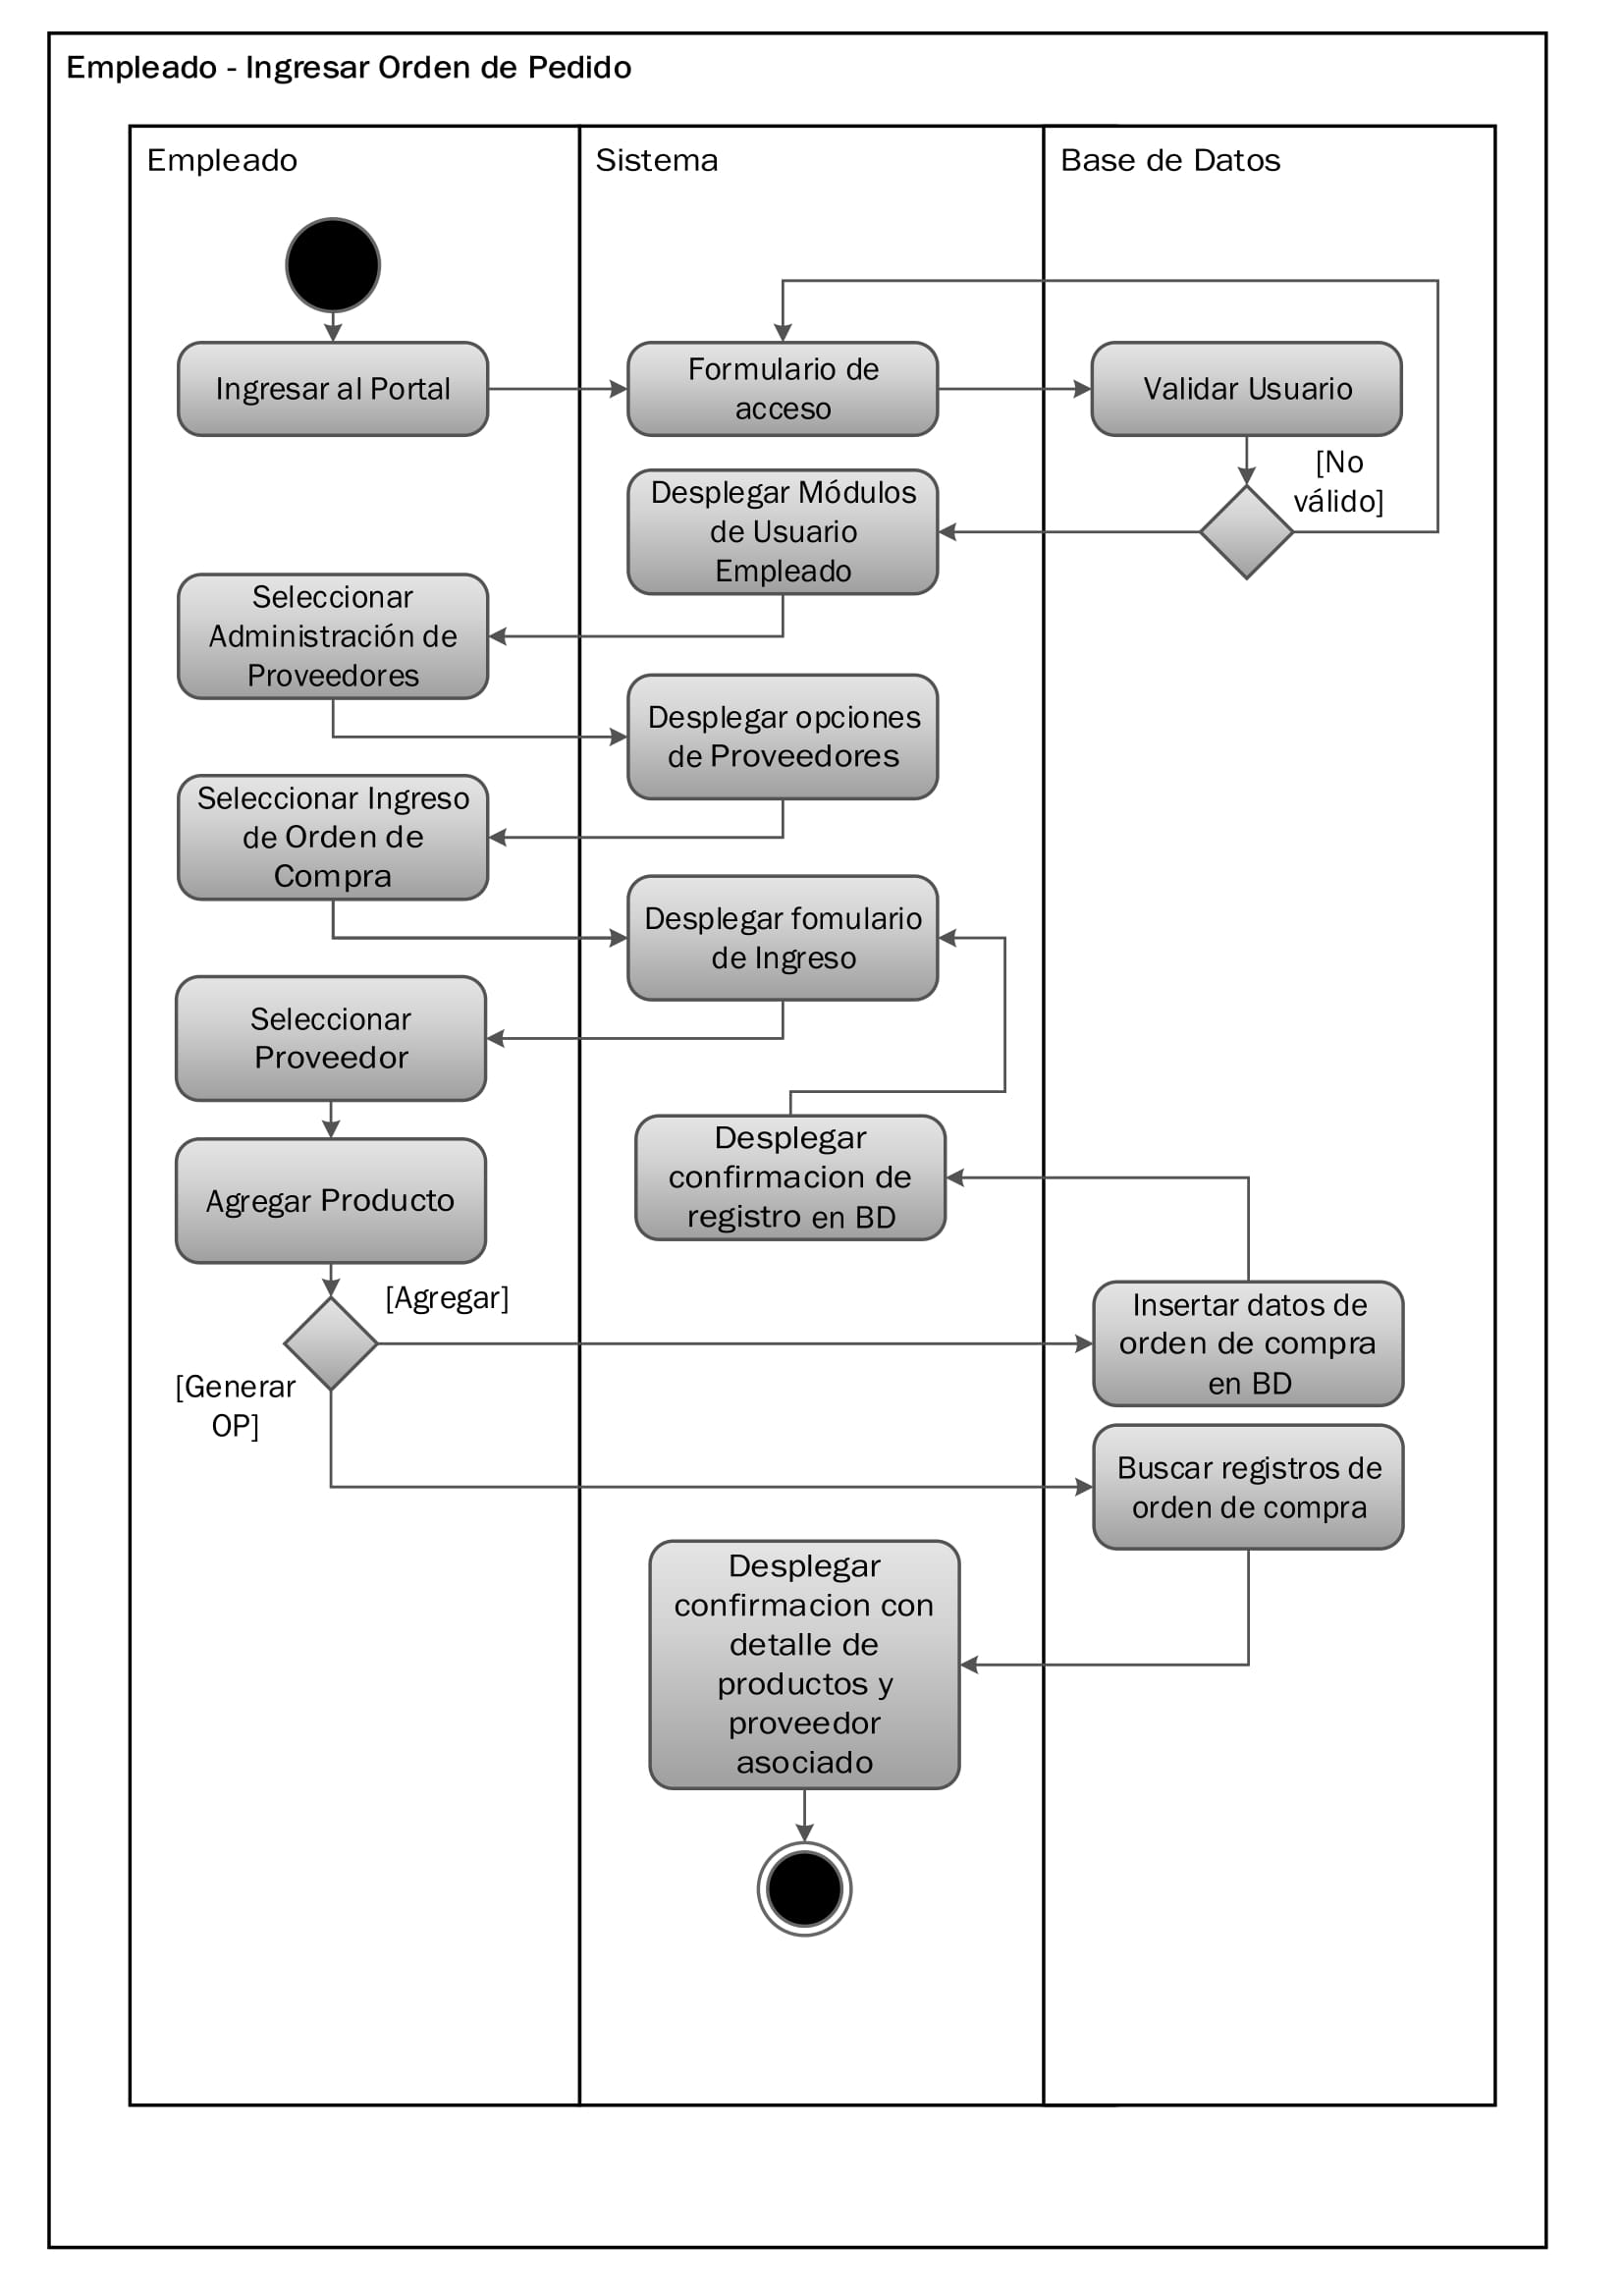 Empleado - Ingresar Orden de Pedido
Empleado
Sistema
Base de Datos
Ingresar al Portal
Formulario de
acceso
Validar Usuario
[No
válido]
Desplegar Módulos
de Usuario
Empleado
Seleccionar
Administración de
Proveedores
Desplegar opciones
de Proveedores
Seleccionar Ingreso
de Orden de
Compra
Desplegar fomulario
de Ingreso
Seleccionar
Proveedor
Desplegar
confirmacion de
registro en BD
Agregar Producto
[Agregar]
Insertar datos de
orden de compra
en BD
[Generar
OP]
Buscar registros de
orden de compra
Desplegar
confirmacion con
detalle de
productos y
proveedor
asociado